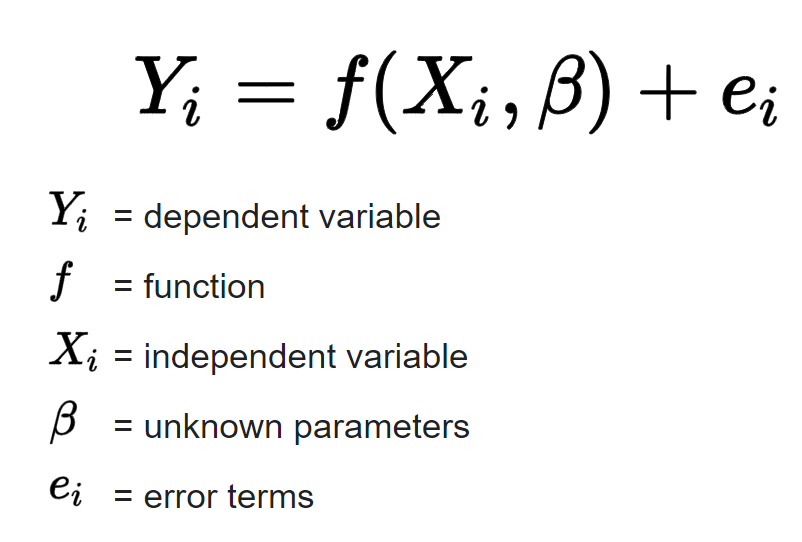 Yᵢ = f(Xᵢ, β) + eᵢ
Yᵢ = dependent variable
f = function
Xᵢ = independent variable
β = unknown parameters
eᵢ = error terms